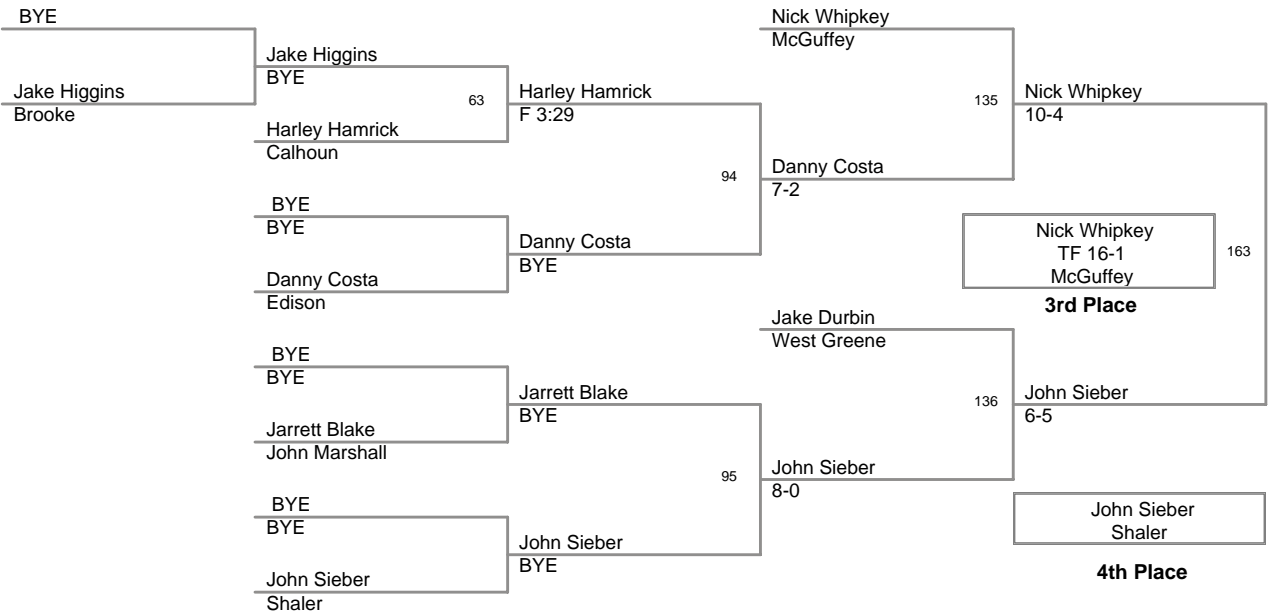 BYE
Jake Higgins
Brooke
Jake Higgins
BYE
63
Harley Hamrick
Calhoun
BYE
BYE
Danny Costa
Edison
BYE
BYE
Jarrett Blake
John Marshall
BYE
BYE
John Sieber
Shaler
Harley Hamrick
F 3:29
94
Danny Costa
BYE
Jarrett Blake
BYE
95
John Sieber
BYE
Nick Whipkey
McGuffey
135
Danny Costa
7-2
Jake Durbin
West Greene
136
John Sieber
8-0
Nick Whipkey
10-4
Nick Whipkey
TF 16-1
McGuffey
163
3rd Place
John Sieber
6-5
John Sieber
Shaler
4th Place